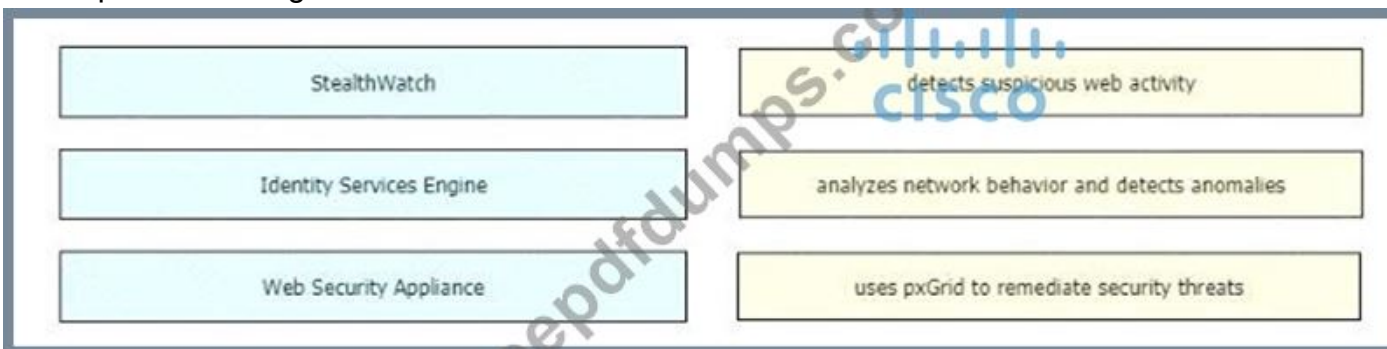 StealthWatch
detects suspicious web activity
CISCO
Identity Services Engine
analyzes network behavior and detects anomalies
Web Security Appliance
uses pxGrid to remediate security threats